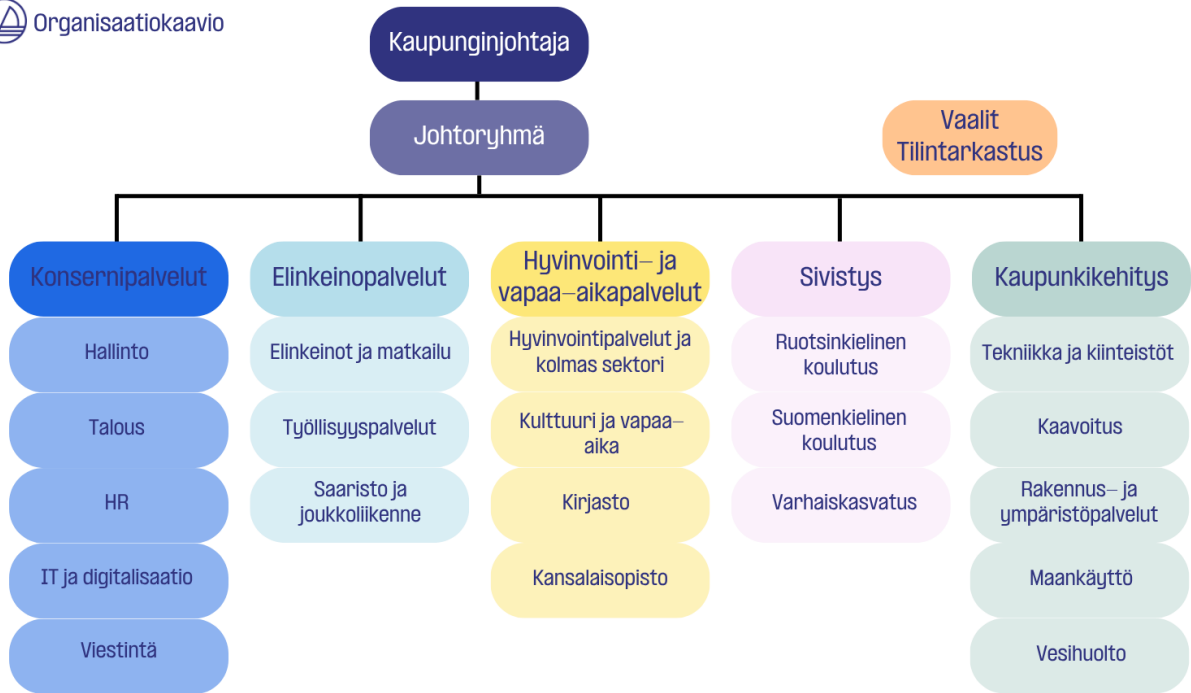 Organisaatiokaavio
Kaupunginjohtaja
Johtoryhmä
Vaalit
Tilintarkastus
Konsernipalvelut
Hallinto
Talous
HR
IT ja digitalisaatio
Viestintä
Elinkeinopalvelut
Elinkeinot ja matkailu
Työllisyyspalvelut
Saaristo ja
joukkoliikenne
Hyvinvointi– ja
vapaa–aikapalvelut
Hyvinvointipalvelut ja
kolmas sektori
Kulttuuri ja vapaa–
aika
Kirjasto
Kansalaisopisto
Sivistys
Ruotsinkielinen
koulutus
Suomenkielinen
koulutus
Varhaiskasvatus
Kaupunkikehitys
Tekniikka ja kiinteistöt
Kaavoitus
Rakennus– ja
ympäristöpalvelut
Maankäyttö
Vesihuolto